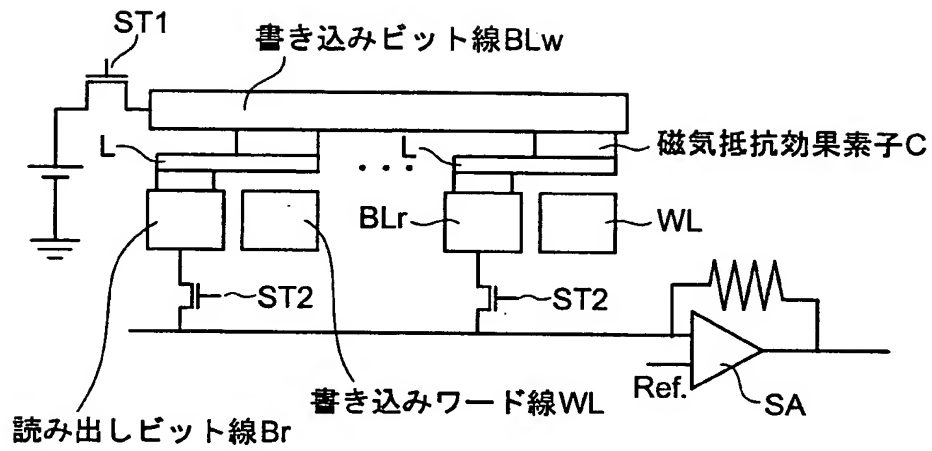 ST1
書き込みビット線BLw
L
L
磁気抵抗効果素子C
BLr
WL
ST2
ST2
Ref.
SA
書き込みワード線WL
読み出しビット線Br